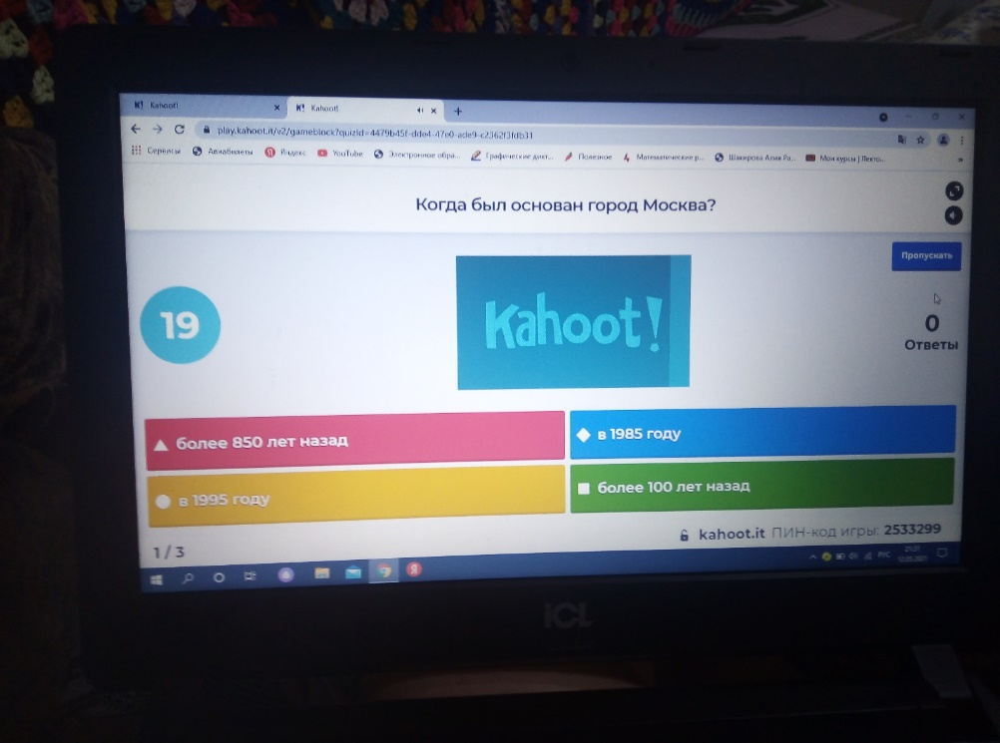 Kahoot!
Kahoot!
play.kahoot.it/v2/gameblock?quizId=4479b45f-dde4-47e0-ade9-c2362f3fdb31
Сервисы Авиабилеты Яндекс YouTube Электронное обра... Графические дикт... Полезное Математические р... Шакирова Алия Ра... Мои курсы | Лекто...
Когда был основан город Москва?
Пропускать
19
Kahoot!
0
Ответы
более 850 лет назад
в 1985 году
в 1995 году
более 100 лет назад
1 / 3
kahoot.it ПИН-код игры: 2533299
РУС
ICL